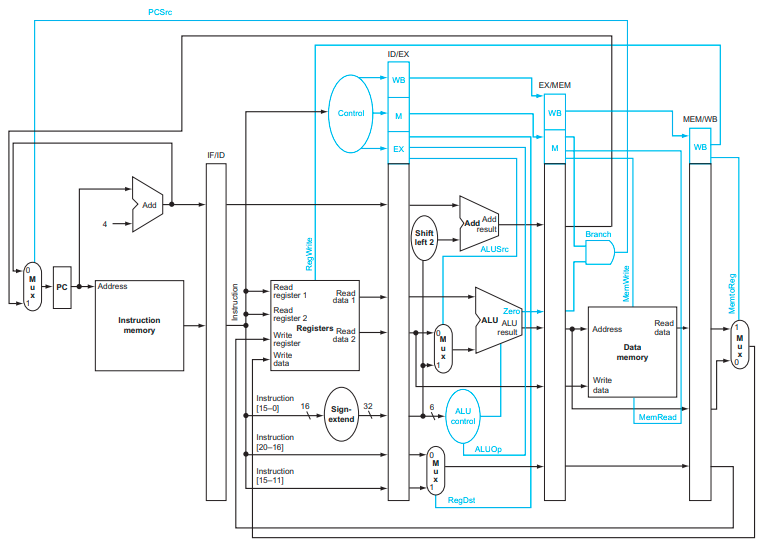 PCSrc
ID/EX
WB
EX/MEM
Control
M
WB
MEM/WB
EX
M
WB
IF/ID
Add
4
Add Add
result
Shift
left 2
Branch
ALUSrc
RegWrite
MemWrite
MemtoReg
Instruction
0
M
u
x
1
PC
Address
Instruction
memory
Read
register 1
Read
data 1
Read
register 2
Registers
Read
data 2
Write
register
Write
data
Zero
ALU
ALU
result
0
M
u
x
1
Address
Read
data
Data
memory
Write
data
1
M
u
x
0
MemRead
Instruction
[15–0]
16
Sign-
extend
32
6
ALU
control
Instruction
[20–16]
ALUOp
0
M
u
x
1
Instruction
[15–11]
RegDst